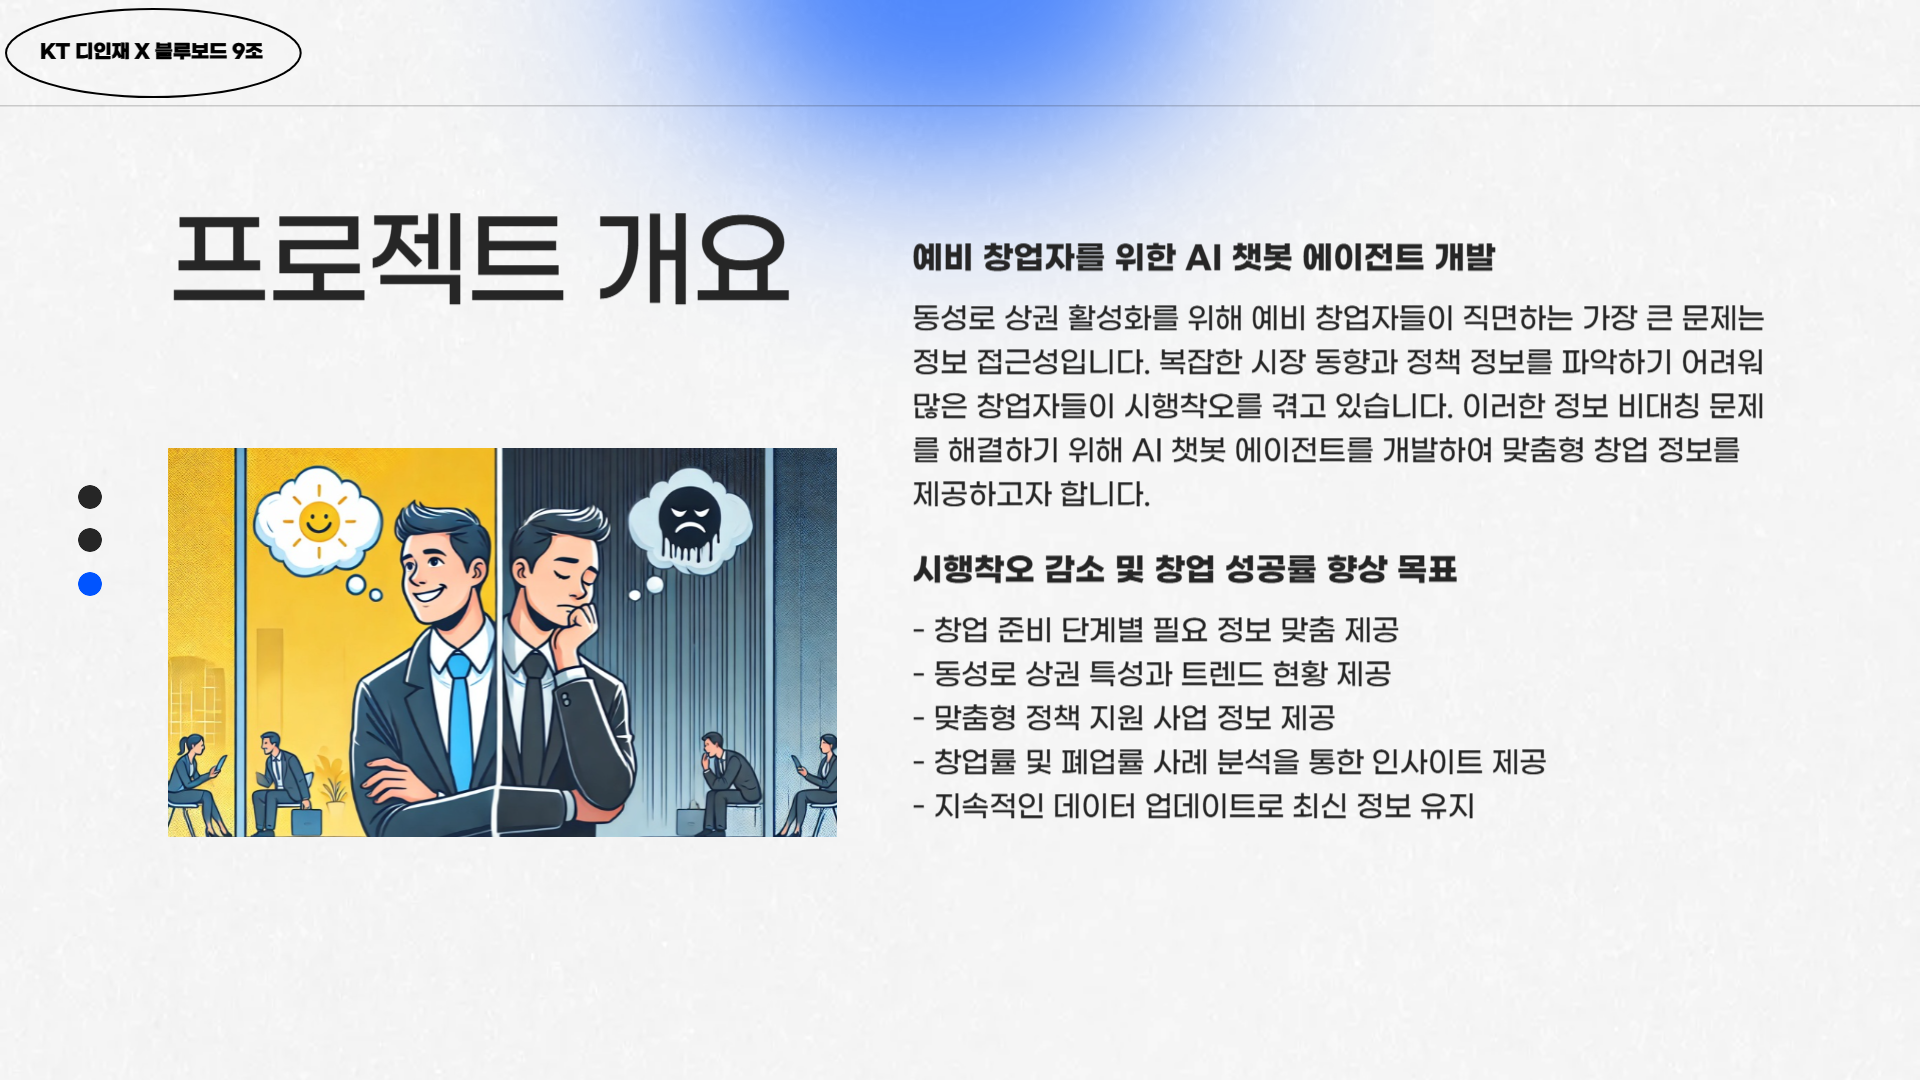 KT 디인재 X 블루보드 9조
프로젝트 개요
예비 창업자를 위한 AI 챗봇 에이전트 개발
동성로 상권 활성화를 위해 예비 창업자들이 직면하는 가장 큰 문제는
정보 접근성입니다. 복잡한 시장 동향과 정책 정보를 파악하기 어려워
많은 창업자들이 시행착오를 겪고 있습니다. 이러한 정보 비대칭 문제
를 해결하기 위해 AI 챗봇 에이전트를 개발하여 맞춤형 창업 정보를
제공하고자 합니다.
시행착오 감소 및 창업 성공률 향상 목표
- 창업 준비 단계별 필요 정보 맞춤 제공
- 동성로 상권 특성과 트렌드 현황 제공
- 맞춤형 정책 지원 사업 정보 제공
- 창업률 및 폐업률 사례 분석을 통한 인사이트 제공
- 지속적인 데이터 업데이트로 최신 정보 유지